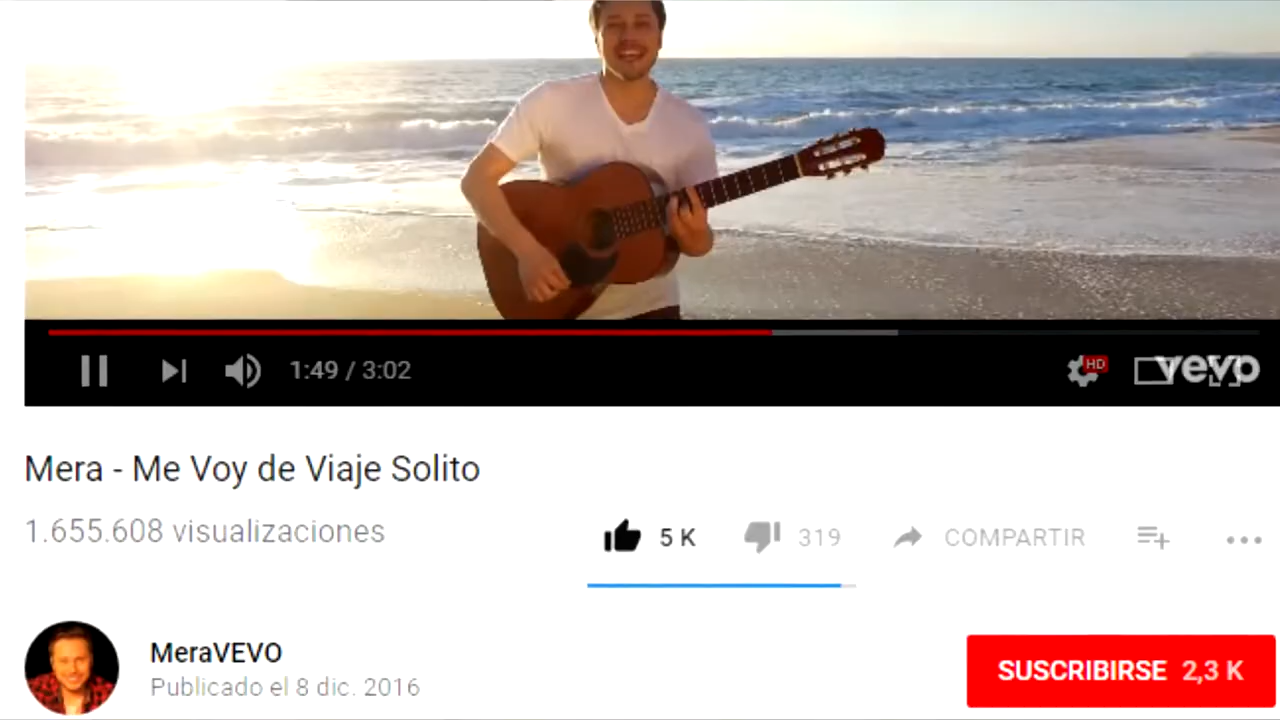 1:49 / 3:02
HD
vevo
Mera - Me Voy de Viaje Solito
1.655.608 visualizaciones
5 K
319
COMPARTIR
MeraVEVO
Publicado el 8 dic. 2016
SUSCRIBIRSE 2,3 K